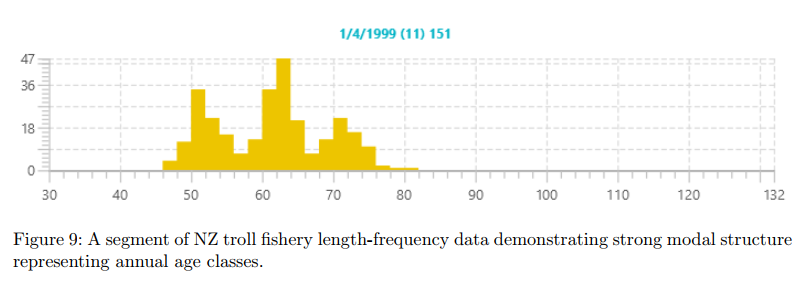 1/4/1999 (11) 151
47
36
18
0
30 40 50 60 70 80 90 100 110 120 132
Figure 9: A segment of NZ troll fishery length-frequency data demonstrating strong modal structure
representing annual age classes.